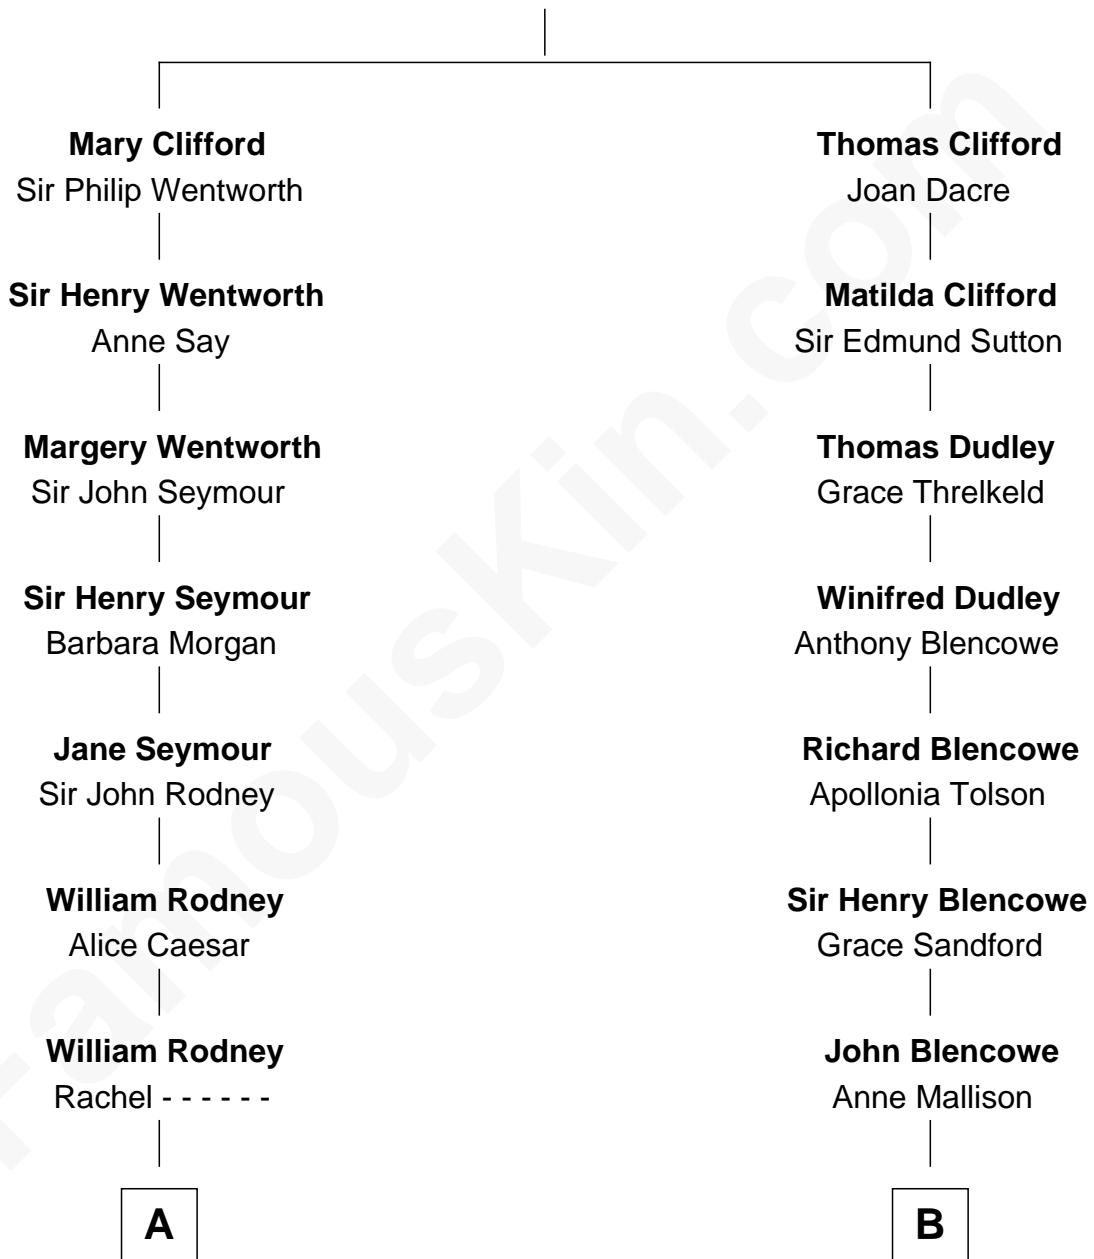 Mary Clifford
Sir Philip Wentworth
Thomas Clifford
Joan Dacre
Sir Henry Wentworth
Anne Say
Matilda Clifford
Sir Edmund Sutton
Margery Wentworth
Sir John Seymour
Thomas Dudley
Grace Threlkeld
Sir Henry Seymour
Barbara Morgan
Winifred Dudley
Anthony Blencowe
Jane Seymour
Sir John Rodney
Richard Blencowe
Apollonia Tolson
William Rodney
Alice Caesar
Sir Henry Blencowe
Grace Sandford
William Rodney
Rachel - - - - - -
John Blencowe
Anne Mallison
A
B
FamousKin.com